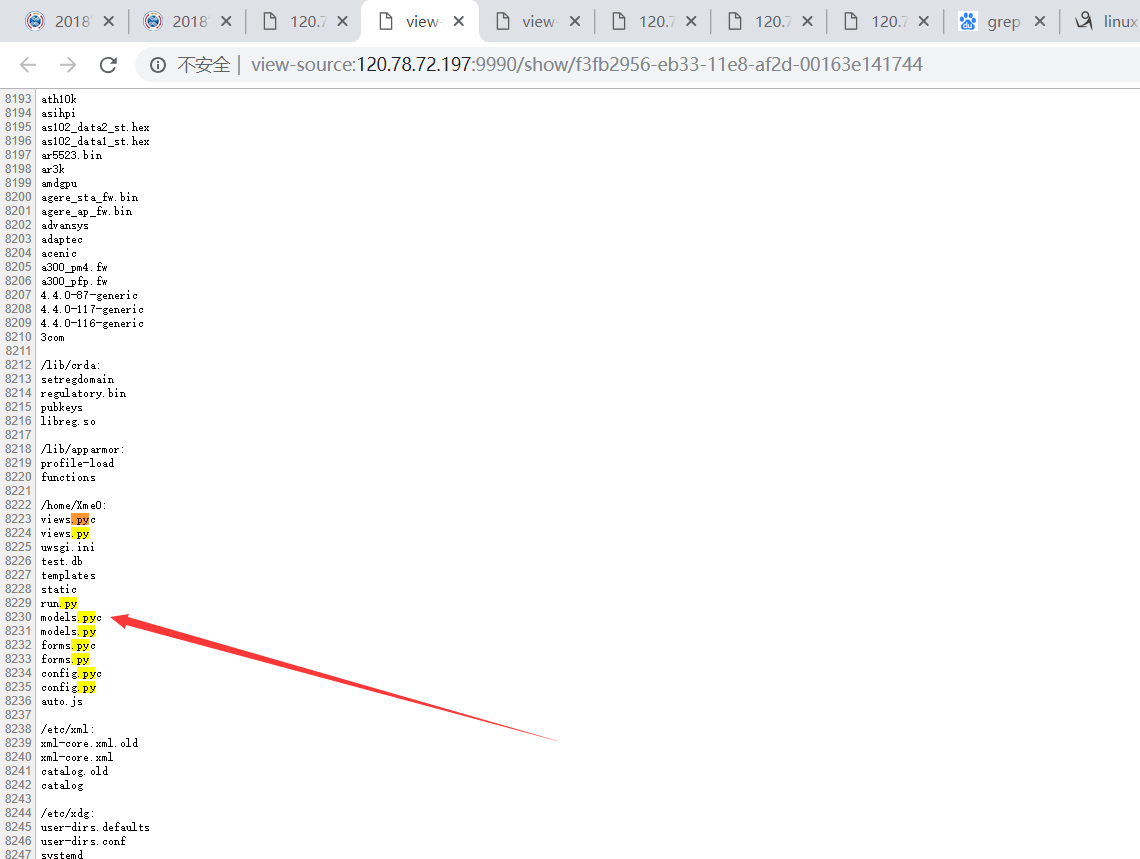 2018 120.7 view- view- 120.7 120.7 120.7 grep linux
2018
不安全 | view-source:120.78.72.197:9990/show/f3fb2956-eb33-11e8-af2d-00163e141744
8193 ath10k
8194 asihpi
8195 as102_data2_st.hex
8196 as102_data1_st.hex
8197 ar5523.bin
8198 ar3k
8199 amdgpu
8200 agere_sta_fw.bin
8201 agere_ap_fw.bin
8202 advansys
8203 adaptec
8204 acenic
8205 a300_pm4.fw
8206 a300_pfp.fw
8207 4.4.0-87-generic
8208 4.4.0-117-generic
8209 4.4.0-116-generic
8210 3com
8211
8212 /lib/crda:
8213 setregdomain
8214 regulatory.bin
8215 pubkeys
8216 libreg.so
8217
8218 /lib/apparmor:
8219 profile-load
8220 functions
8221
8222 /home/Xme0:
8223 views.pyc
8224 views.py
8225 uwsgi.ini
8226 test.db
8227 templates
8228 static
8229 run.py
8230 models.pyc
8231 models.py
8232 forms.pyc
8233 forms.py
8234 config.pyc
8235 config.py
8236 auto.js
8237
8238 /etc/xml:
8239 xml-core.xml.old
8240 xml-core.xml
8241 catalog.old
8242 catalog
8243
8244 /etc/xdg:
8245 user-dirs.defaults
8246 user-dirs.conf
8247 systemd